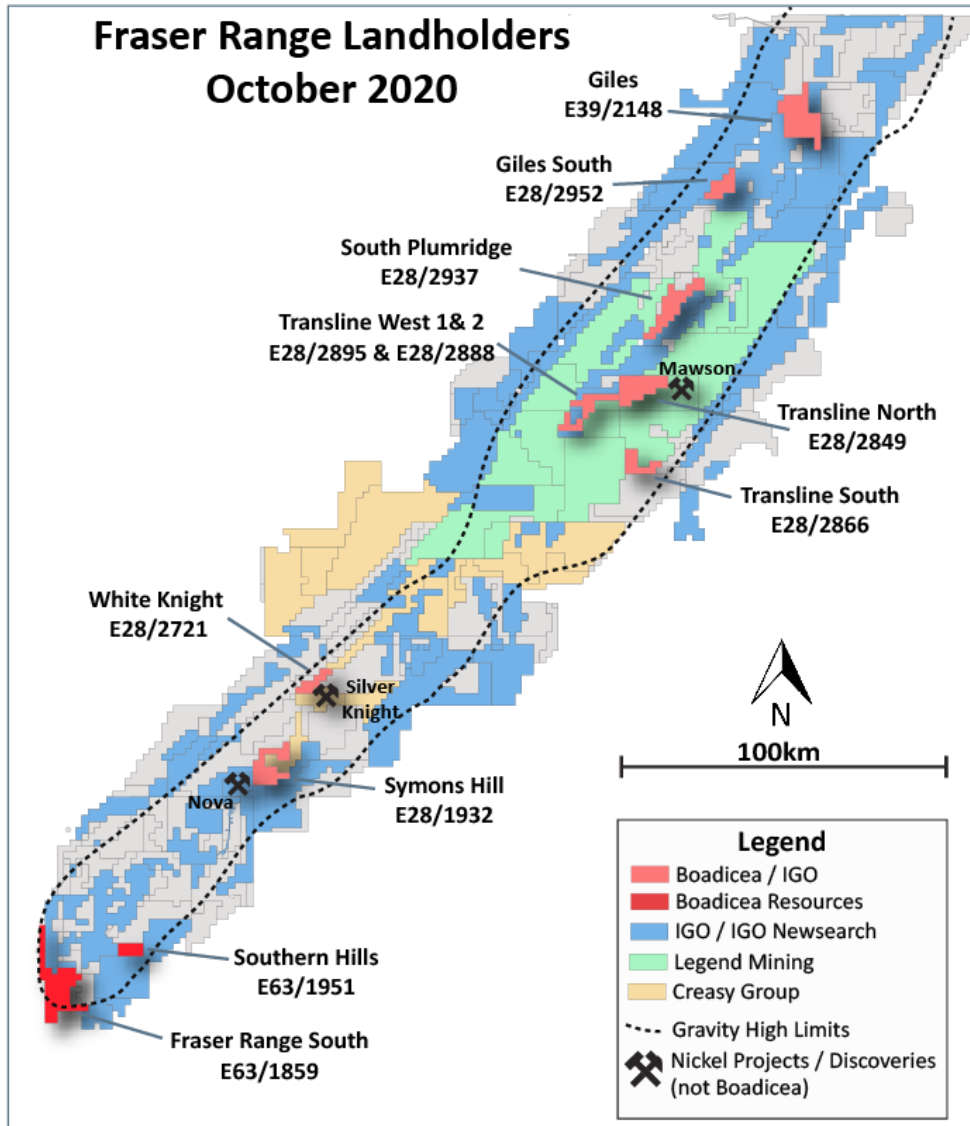 Fraser Range Landholders
October 2020
Giles
E39/2148
Giles South
E28/2952
South Plumridge
E28/2937
Transline West 1& 2
E28/2895 & E28/2888
Mawson
Transline North
E28/2849
Transline South
E28/2866
White Knight
E28/2721
Silver
Knight
N
100km
Nova
Symons Hill
E28/1932
Southern Hills
E63/1951
Fraser Range South
E63/1859
Legend
Boadicea / IGO
Boadicea Resources
IGO / IGO Newsearch
Legend Mining
Creasy Group
Gravity High Limits
Nickel Projects / Discoveries
(not Boadicea)